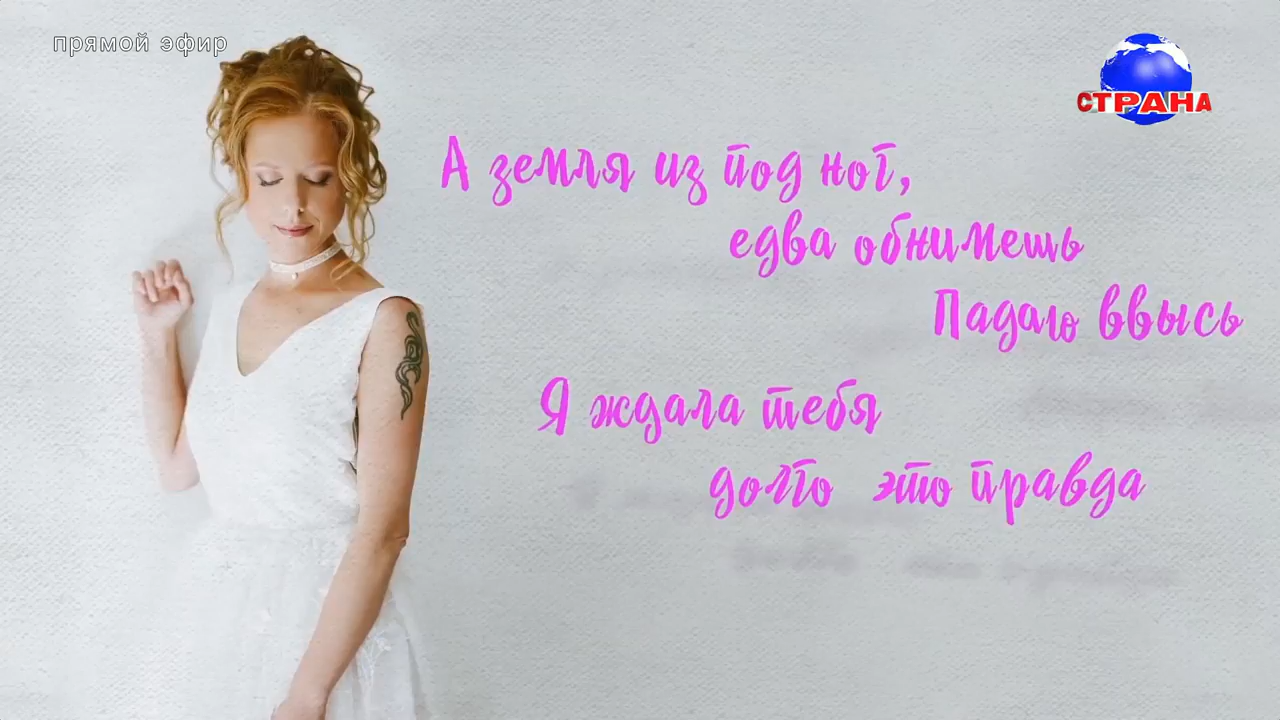 прямой эфир
СТРАНА
А земля из под ног,
едва обнимешь
Падаю ввысь
Я ждала тебя
долго это правда